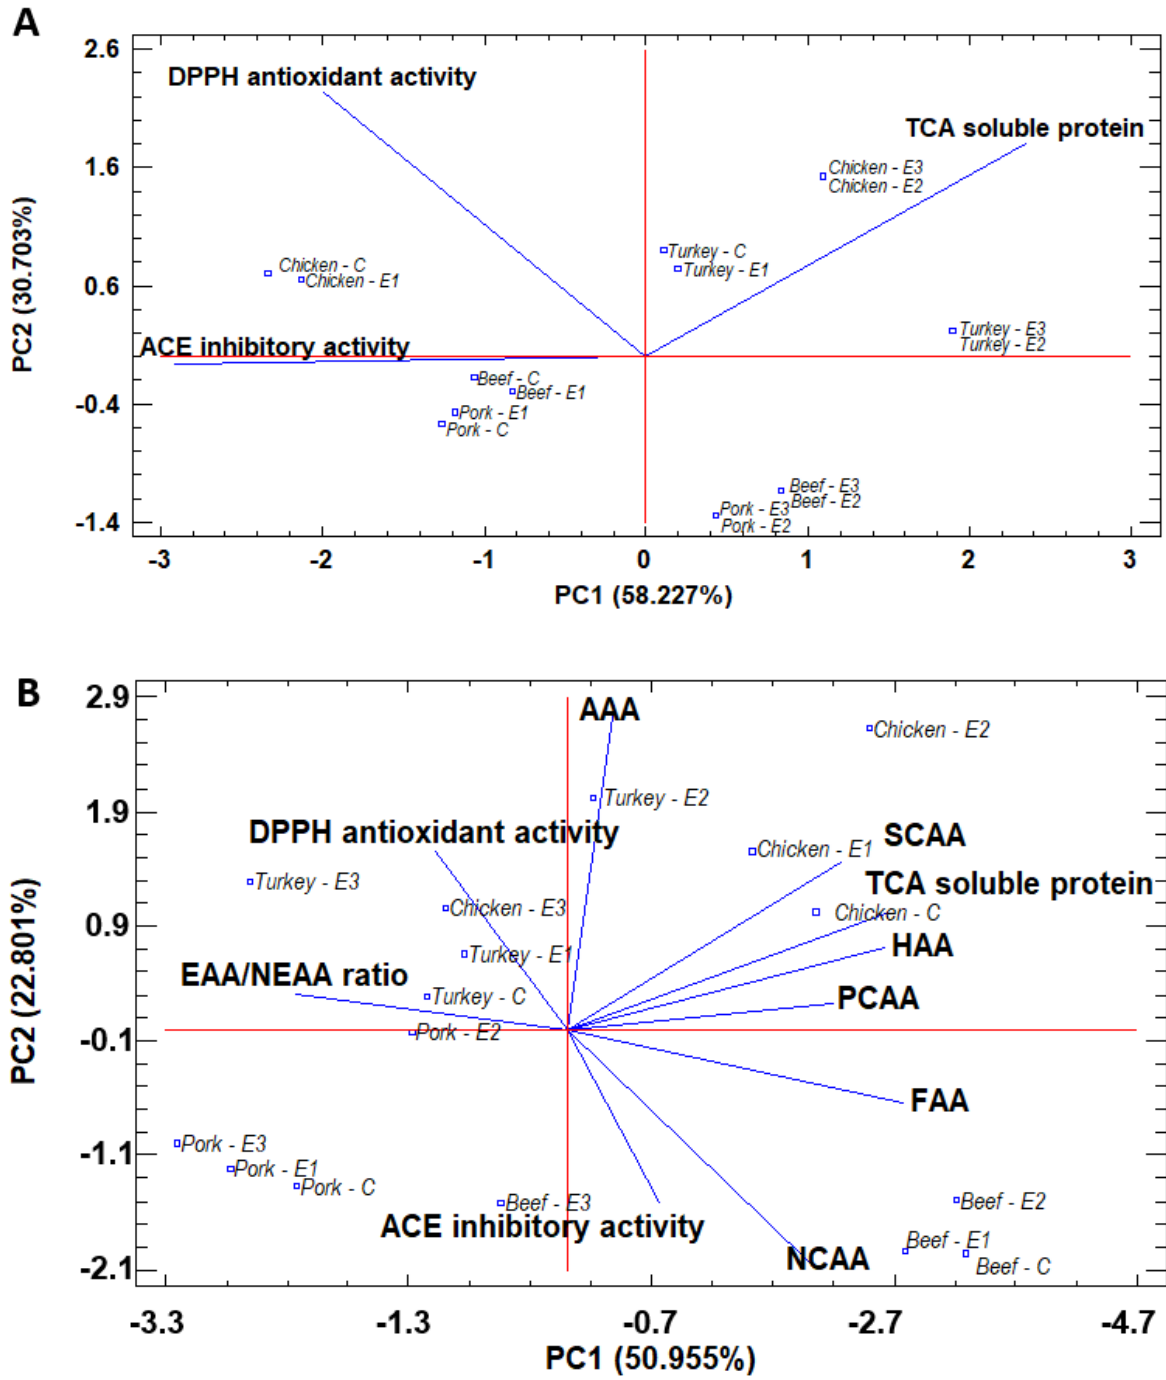 A
2.6
DPPH antioxidant activity
TCA soluble protein
1.6
Chicken - E3
Chicken - E2
Turkey - C
Turkey - E1
Chicken - C
Chicken - E1
0.6
Turkey - E3
Turkey - E2
ACE inhibitory activity
Beef - C
Beef - E1
-0.4
Pork - E1
Pork - C
Beef - E3
Beef - E2
Pork - E3
Pork - E2
-1.4
PC2 (30.703%)
-3 -2 -1 0 1 2 3
PC1 (58.227%)
B
2.9
AAA
Chicken - E2
Turkey - E2
1.9
DPPH antioxidant activity
SCAA
Chicken - E1
Turkey - E3
TCA soluble protein
Chicken - E3
Chicken - C
0.9
HAA
Turkey - E1
EAA/NEAA ratio
Turkey - C
PCAA
Pork - E2
-0.1
FAA
Pork - E3
-1.1
Pork - E1
Pork - C
Beef - E3
Beef - E2
ACE inhibitory activity
Beef - E1
NCAA
Beef - C
-2.1
PC2 (22.801%)
-3.3 -1.3 -0.7 -2.7 -4.7
PC1 (50.955%)